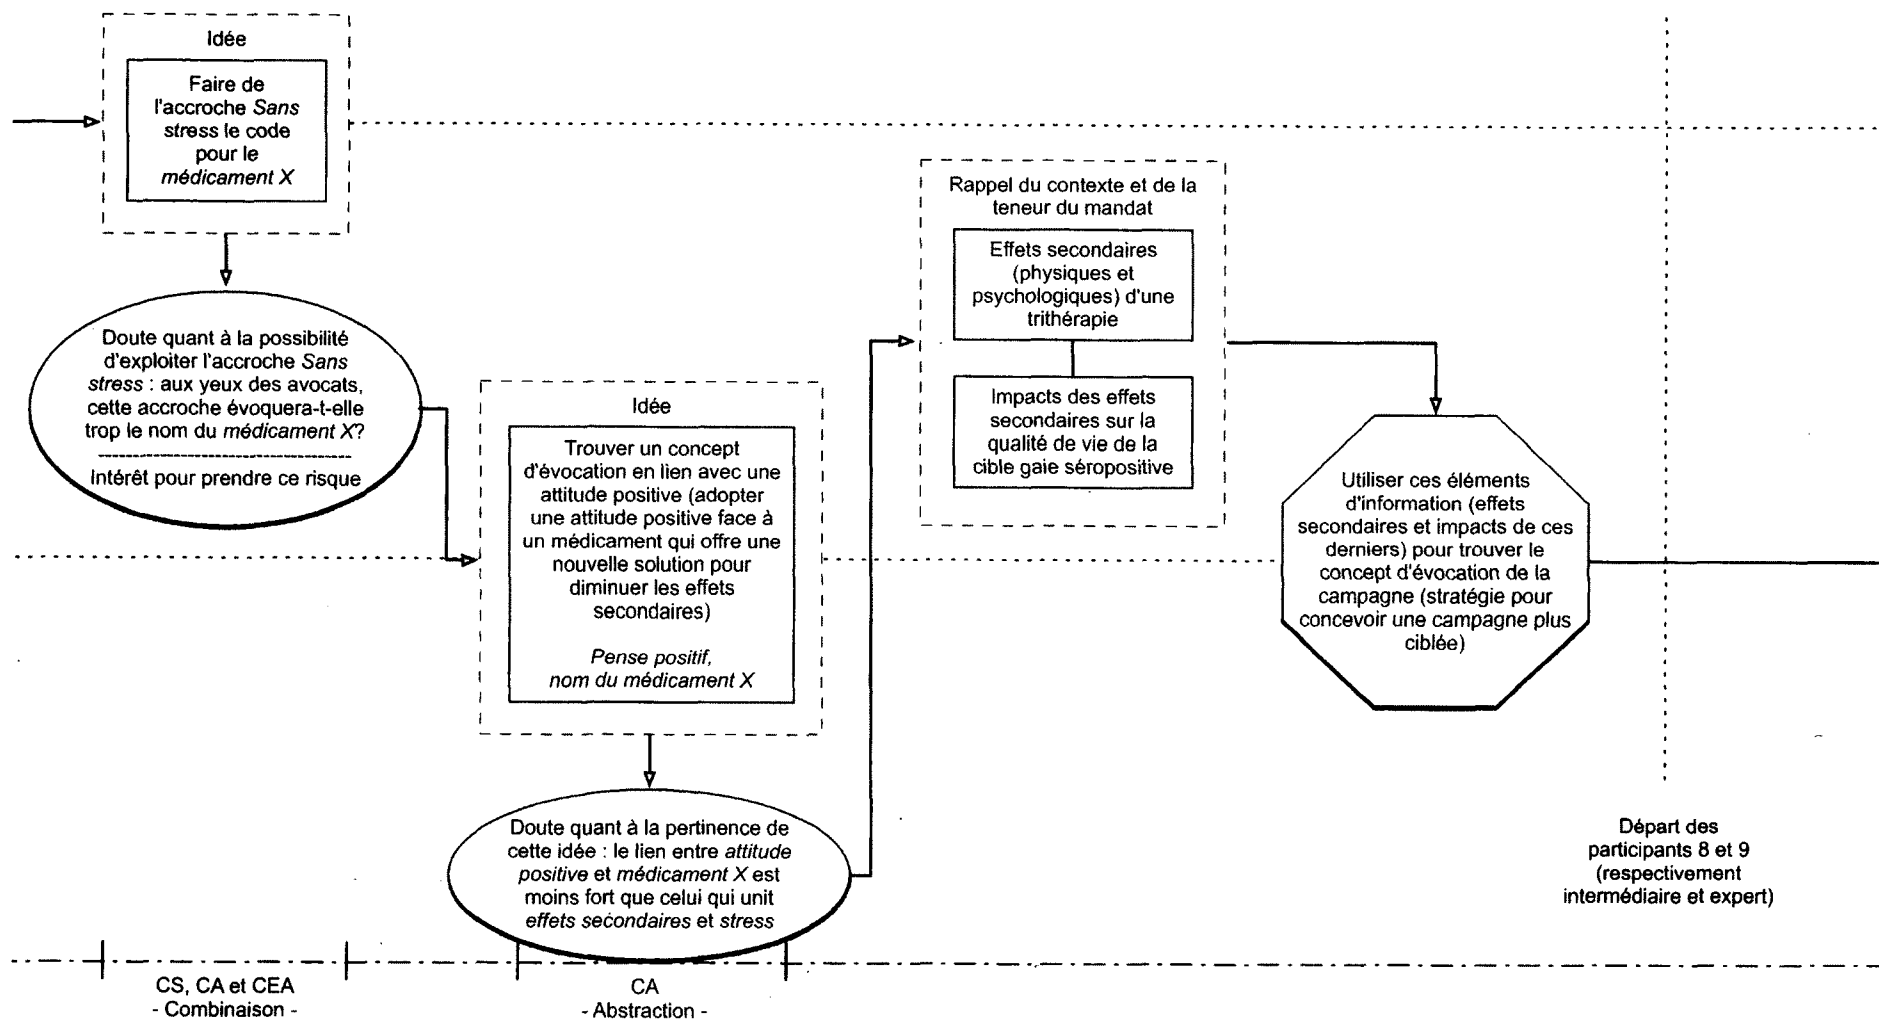 Idée
Faire de
l'accroche Sans
stress le code
pour le
médicament X
Doute quant à la possibilité
d'exploiter l'accroche Sans
stress : aux yeux des avocats,
cette accroche évoquera-t-elle
trop le nom du médicament X?
Intérêt pour prendre ce risque
Idée
Trouver un concept
d'évocation en lien avec une
attitude positive (adopter
une attitude positive face à
un médicament qui offre une
nouvelle solution pour
diminuer les effets
secondaires)
Pense positif,
nom du médicament X
Doute quant à la pertinence de
cette idée : le lien entre attitude
positive et médicament X est
moins fort que celui qui unit
effets secondaires et stress
Rappel du contexte et de la
teneur du mandat
Effets secondaires
(physiques et
psychologiques) d'une
trithérapie
Impacts des effets
secondaires sur la
qualité de vie de la
cible gaie séropositive
Utiliser ces éléments
d'information (effets
secondaires et impacts de ces
derniers) pour trouver le
concept d'évocation de la
campagne (stratégie pour
concevoir une campagne plus
ciblée)
Départ des
participants 8 et 9
(respectivement
intermédiaire et expert)
CS, CA et CEA
- Combinaison -
CA
- Abstraction -